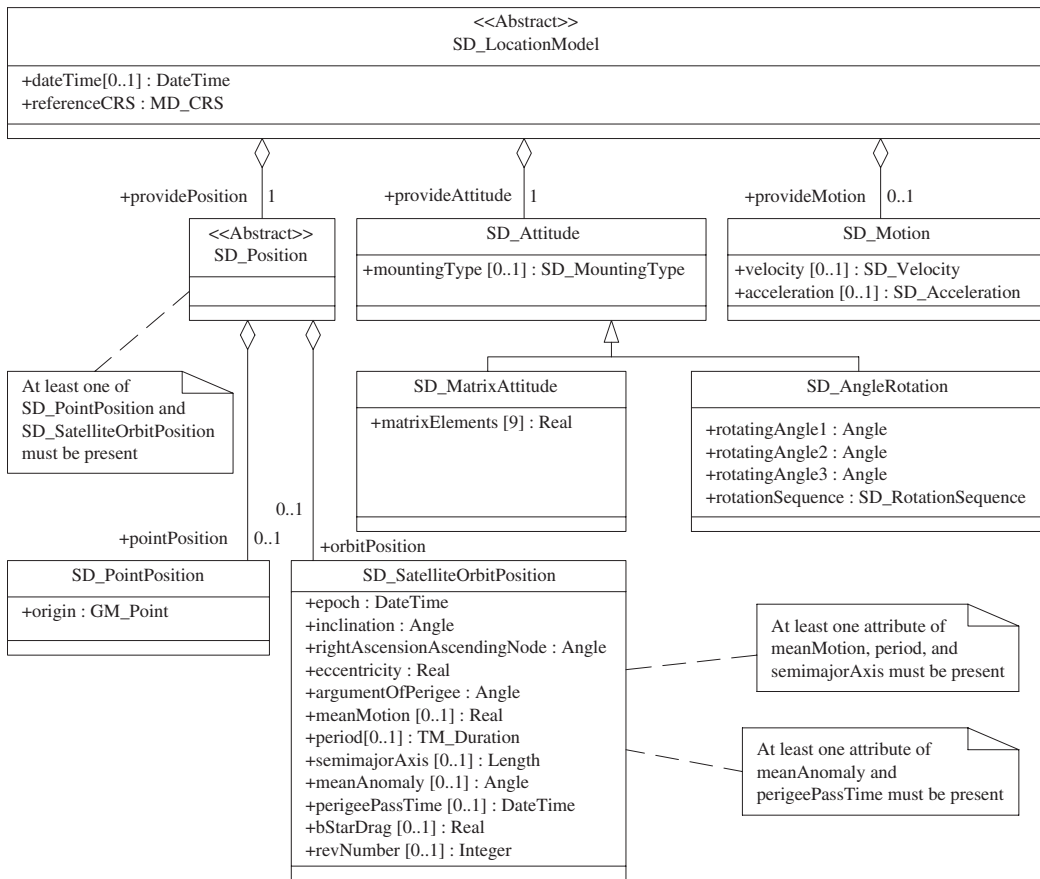 <<Abstract>>
SD_LocationModel
+dateTime[0..1] : DateTime
+referenceCRS : MD_CRS
+providePosition 1
+provideAttitude 1
+provideMotion 0..1
<<Abstract>>
SD_Position
SD_Attitude
+mountingType [0..1] : SD_MountingType
SD_Motion
+velocity [0..1] : SD_Velocity
+acceleration [0..1] : SD_Acceleration
At least one of
SD_PointPosition and
SD_SatelliteOrbitPosition
must be present
SD_MatrixAttitude
+matrixElements [9] : Real
SD_AngleRotation
+rotatingAngle1 : Angle
+rotatingAngle2 : Angle
+rotatingAngle3 : Angle
+rotationSequence : SD_RotationSequence
0..1
+pointPosition 0..1
+orbitPosition
SD_PointPosition
+origin : GM_Point
SD_SatelliteOrbitPosition
+epoch : DateTime
+inclination : Angle
+rightAscensionAscendingNode : Angle
+eccentricity : Real
+argumentOfPerigee : Angle
+meanMotion [0..1] : Real
+period[0..1] : TM_Duration
+semimajorAxis [0..1] : Length
+meanAnomaly [0..1] : Angle
+perigeePassTime [0..1] : DateTime
+bStarDrag [0..1] : Real
+revNumber [0..1] : Integer
At least one attribute of
meanMotion, period, and
semimajorAxis must be present
At least one attribute of
meanAnomaly and
perigeePassTime must be present